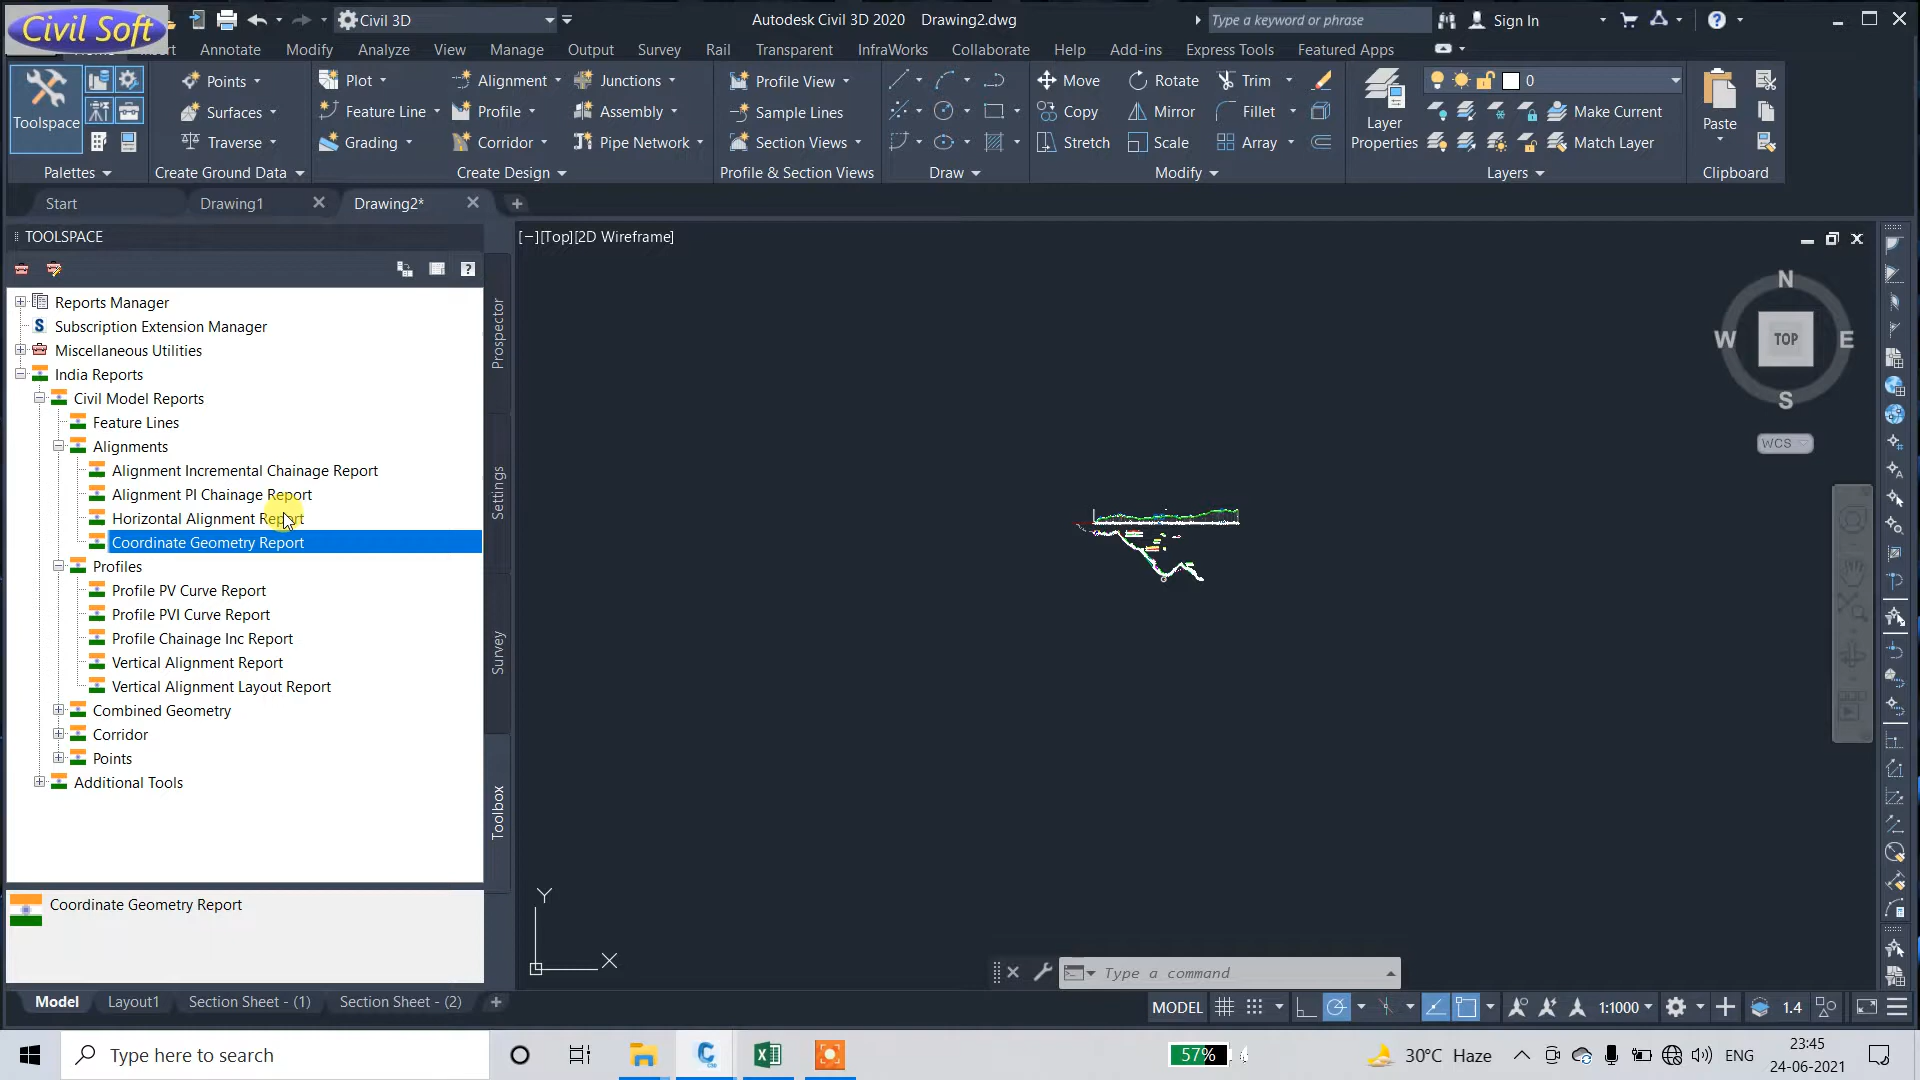 Civil Soft
Civil 3D
Autodesk Civil 3D 2020 Drawing2.dwg
Type a keyword or phrase
Sign In
Annotate Modify Analyze View Manage Output Survey Rail Transparent InfraWorks Collaborate Help Add-ins Express Tools Featured Apps
Points Plot Alignment Junctions Profile View Move Rotate Trim 0
Toolspace Surfaces Feature Line Profile Assembly Sample Lines Copy Mirror Fillet Layer Properties Make Current Paste
Traverse Grading Corridor Pipe Network Section Views Stretch Scale Array Match Layer
Palettes Create Ground Data Create Design Profile & Section Views Draw Modify Layers Clipboard
Start Drawing1 Drawing2*
TOOLSPACE
[−][Top][2D Wireframe]
Reports Manager
Subscription Extension Manager
Miscellaneous Utilities
India Reports
Civil Model Reports
Feature Lines
Alignments
Alignment Incremental Chainage Report
Alignment PI Chainage Report
Horizontal Alignment Report
Coordinate Geometry Report
Profiles
Profile PV Curve Report
Profile PVI Curve Report
Profile Chainage Inc Report
Vertical Alignment Report
Vertical Alignment Layout Report
Combined Geometry
Corridor
Points
Additional Tools
Prospector
Settings
Survey
Toolbox
N
W TOP E
S
WCS
Coordinate Geometry Report
Y
X
Type a command
Model Layout1 Section Sheet - (1) Section Sheet - (2)
MODEL 1:1000 1.4
Type here to search
57%
30°C Haze
ENG
23:45
24-06-2021